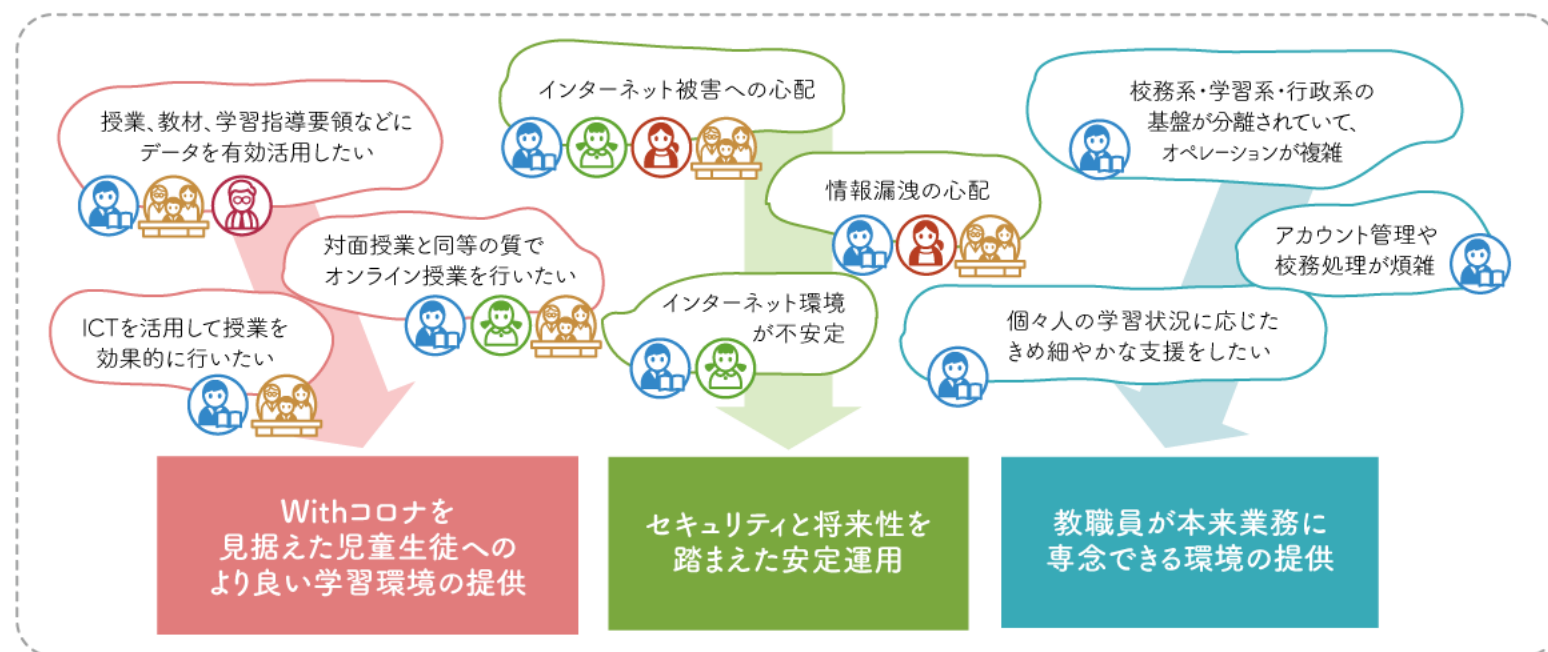 授業、教材、学習指導要領などに
データを有効活用したい
対面授業と同等の質で
オンライン授業を行いたい
ICTを活用して授業を
効果的に行いたい
Withコロナを
見据えた児童生徒への
より良い学習環境の提供
インターネット被害への心配
情報漏洩の心配
インターネット環境
が不安定
セキュリティと将来性を
踏まえた安定運用
校務系・学習系・行政系の
基盤が分離されていて、
オペレーションが複雑
アカウント管理や
校務処理が煩雑
個々人の学習状況に応じた
きめ細やかな支援をしたい
教職員が本来業務に
専念できる環境の提供